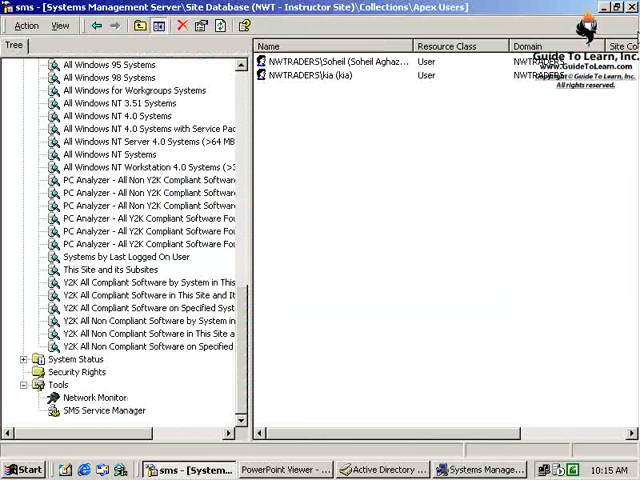 sms - [Systems Management Server\Site Database (NWT - Instructor Site)\Collections\Apex Users]
Action View
Tree
All Windows 95 Systems
All Windows 98 Systems
All Windows for Workgroups Systems
All Windows NT 3.51 Systems
All Windows NT 4.0 Systems
All Windows NT 4.0 Systems with Service Pac
All Windows NT Server 4.0 Systems (>64 M
All Windows NT Systems
All Windows NT Workstation 4.0 Systems (>3
PC Analyzer - All Non Y2K Compliant Software
PC Analyzer - All Non Y2K Compliant Software
PC Analyzer - All Non Y2K Compliant Software
PC Analyzer - All Y2K Compliant Software Fou
PC Analyzer - All Y2K Compliant Software Fou
PC Analyzer - All Y2K Compliant Software Fou
Systems by Last Logged On User
This Site and its Subsites
Y2K All Compliant Software by System in This
Y2K All Compliant Software in This Site and It
Y2K All Compliant Software on Specified Syst
Y2K All Non Compliant Software by System in
Y2K All Non Compliant Software in This Site a
Y2K All Non Compliant Software on Specified
System Status
Security Rights
Tools
Network Monitor
SMS Service Manager
Name Resource Class Domain Site Co
NWTRADERS\Soheil (Soheil Aghaz... User NWTRADERS
NWTRADERS\kia (kia) User NWTRADERS
Guide To Learn, Inc.
www.GuideToLearn.com
Copyright © Guide To Learn, Inc.
All rights reserved.
Start sms - [System... PowerPoint Viewer - ... Active Directory ... Systems Manage... 10:15 AM